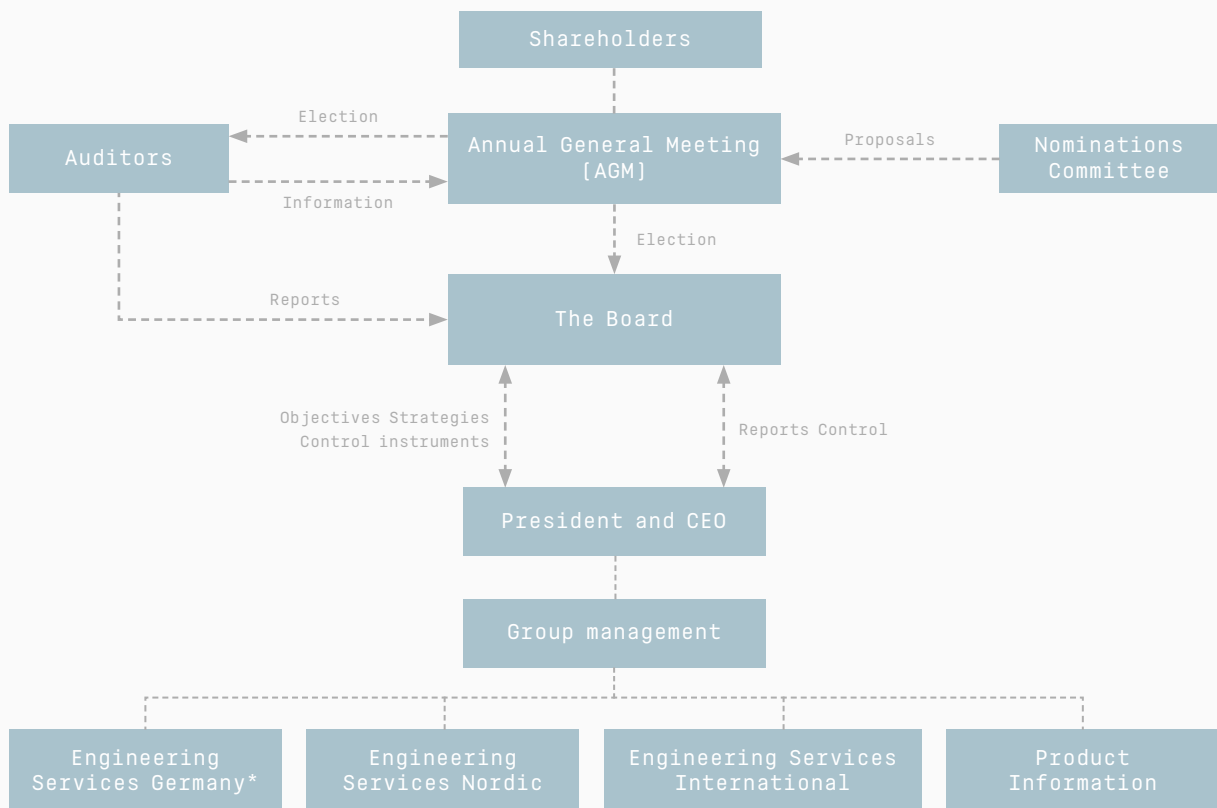 Shareholders
Election
Auditors
Annual General Meeting
(AGM)
Proposals
Nominations
Committee
Information
Election
Reports
The Board
Objectives Strategies
Control instruments
Reports Control
President and CEO
Group management
Engineering
Services Germany*
Engineering
Services Nordic
Engineering Services
International
Product
Information